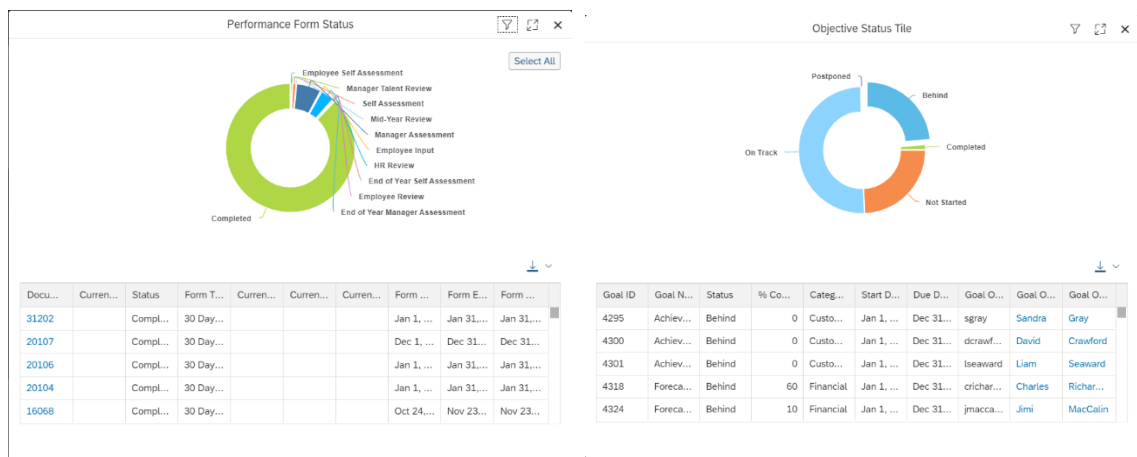 Performance Form Status
Select All
Employee Self Assessment
Manager Talent Review
Self Assessment
Mid-Year Review
Manager Assessment
Employee Input
HR Review
End of Year Self Assessment
Employee Review
End of Year Manager Assessment
Completed
Docu... Curren... Status Form T... Curren... Curren... Curren... Form ... Form E... Form ...
31202 Compl... 30 Day... Jan 1, ... Jan 31,... Jan 31,...
20107 Compl... 30 Day... Dec 1, ... Dec 31... Dec 31...
20106 Compl... 30 Day... Jan 1, ... Jan 31,... Jan 31,...
20104 Compl... 30 Day... Jan 1, ... Jan 31,... Jan 31,...
16068 Compl... 30 Day... Oct 24,... Nov 23... Nov 23...
Objective Status Tile
Postponed
Behind
On Track
Completed
Not Started
Goal ID Goal N... Status % Co... Categ... Start D... Due D... Goal O... Goal O... Goal O...
4295 Achiev... Behind 0 Custo... Jan 1, ... Dec 31... sgray Sandra Gray
4300 Achiev... Behind 0 Custo... Jan 1, ... Dec 31... dcrawf... David Crawford
4301 Achiev... Behind 0 Custo... Jan 1, ... Dec 31... lseaward Liam Seaward
4318 Foreca... Behind 60 Financial Jan 1, ... Dec 31... crichar... Charles Richar...
4324 Foreca... Behind 10 Financial Jan 1, ... Dec 31... jmacca... Jimi MacCalin